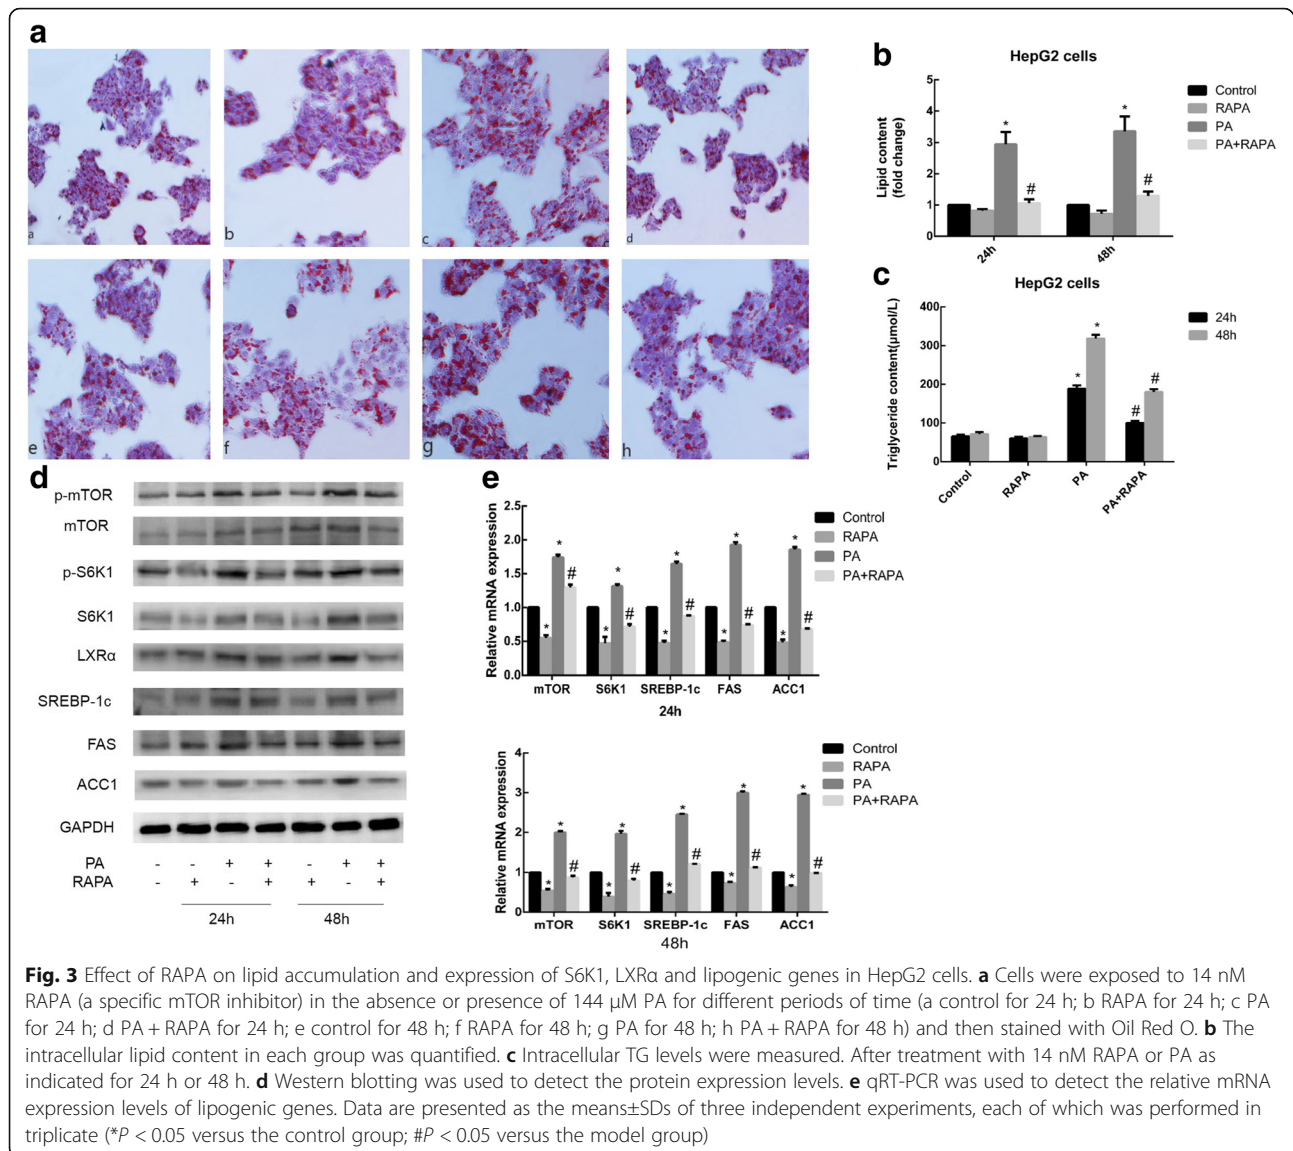 a
a
b
c
d
e
f
g
h
b
HepG2 cells
Lipid content
(fold change)
5
4
3
2
1
0
* # * #
24h 48h
Control
RAPA
PA
PA+RAPA
c
HepG2 cells
Triglyceride content(μmol/L)
400
300
200
100
0
* * # #
Control RAPA PA PA+RAPA
24h
48h
d
p-mTOR
mTOR
p-S6K1
S6K1
LXRα
SREBP-1c
FAS
ACC1
GAPDH
PA - - + + - + +
RAPA - + - + + - +
24h 48h
e
Relative mRNA expression
2.5
2.0
1.5
1.0
0.5
0.0
* * # * * # * * # * * # * * #
mTOR S6K1 SREBP-1c FAS ACC1
24h
Control
RAPA
PA
PA+RAPA
Relative mRNA expression
4
3
2
1
0
* * # * * # * * # * * # * * #
mTOR S6K1 SREBP-1c FAS ACC1
48h
Control
RAPA
PA
PA+RAPA
Fig. 3 Effect of RAPA on lipid accumulation and expression of S6K1, LXRα and lipogenic genes in HepG2 cells. a Cells were exposed to 14 nM
RAPA (a specific mTOR inhibitor) in the absence or presence of 144 μM PA for different periods of time (a control for 24 h; b RAPA for 24 h; c PA
for 24 h; d PA + RAPA for 24 h; e control for 48 h; f RAPA for 48 h; g PA for 48 h; h PA + RAPA for 48 h) and then stained with Oil Red O. b The
intracellular lipid content in each group was quantified. c Intracellular TG levels were measured. After treatment with 14 nM RAPA or PA as
indicated for 24 h or 48 h. d Western blotting was used to detect the protein expression levels. e qRT-PCR was used to detect the relative mRNA
expression levels of lipogenic genes. Data are presented as the means±SDs of three independent experiments, each of which was performed in
triplicate (*P < 0.05 versus the control group; #P < 0.05 versus the model group)